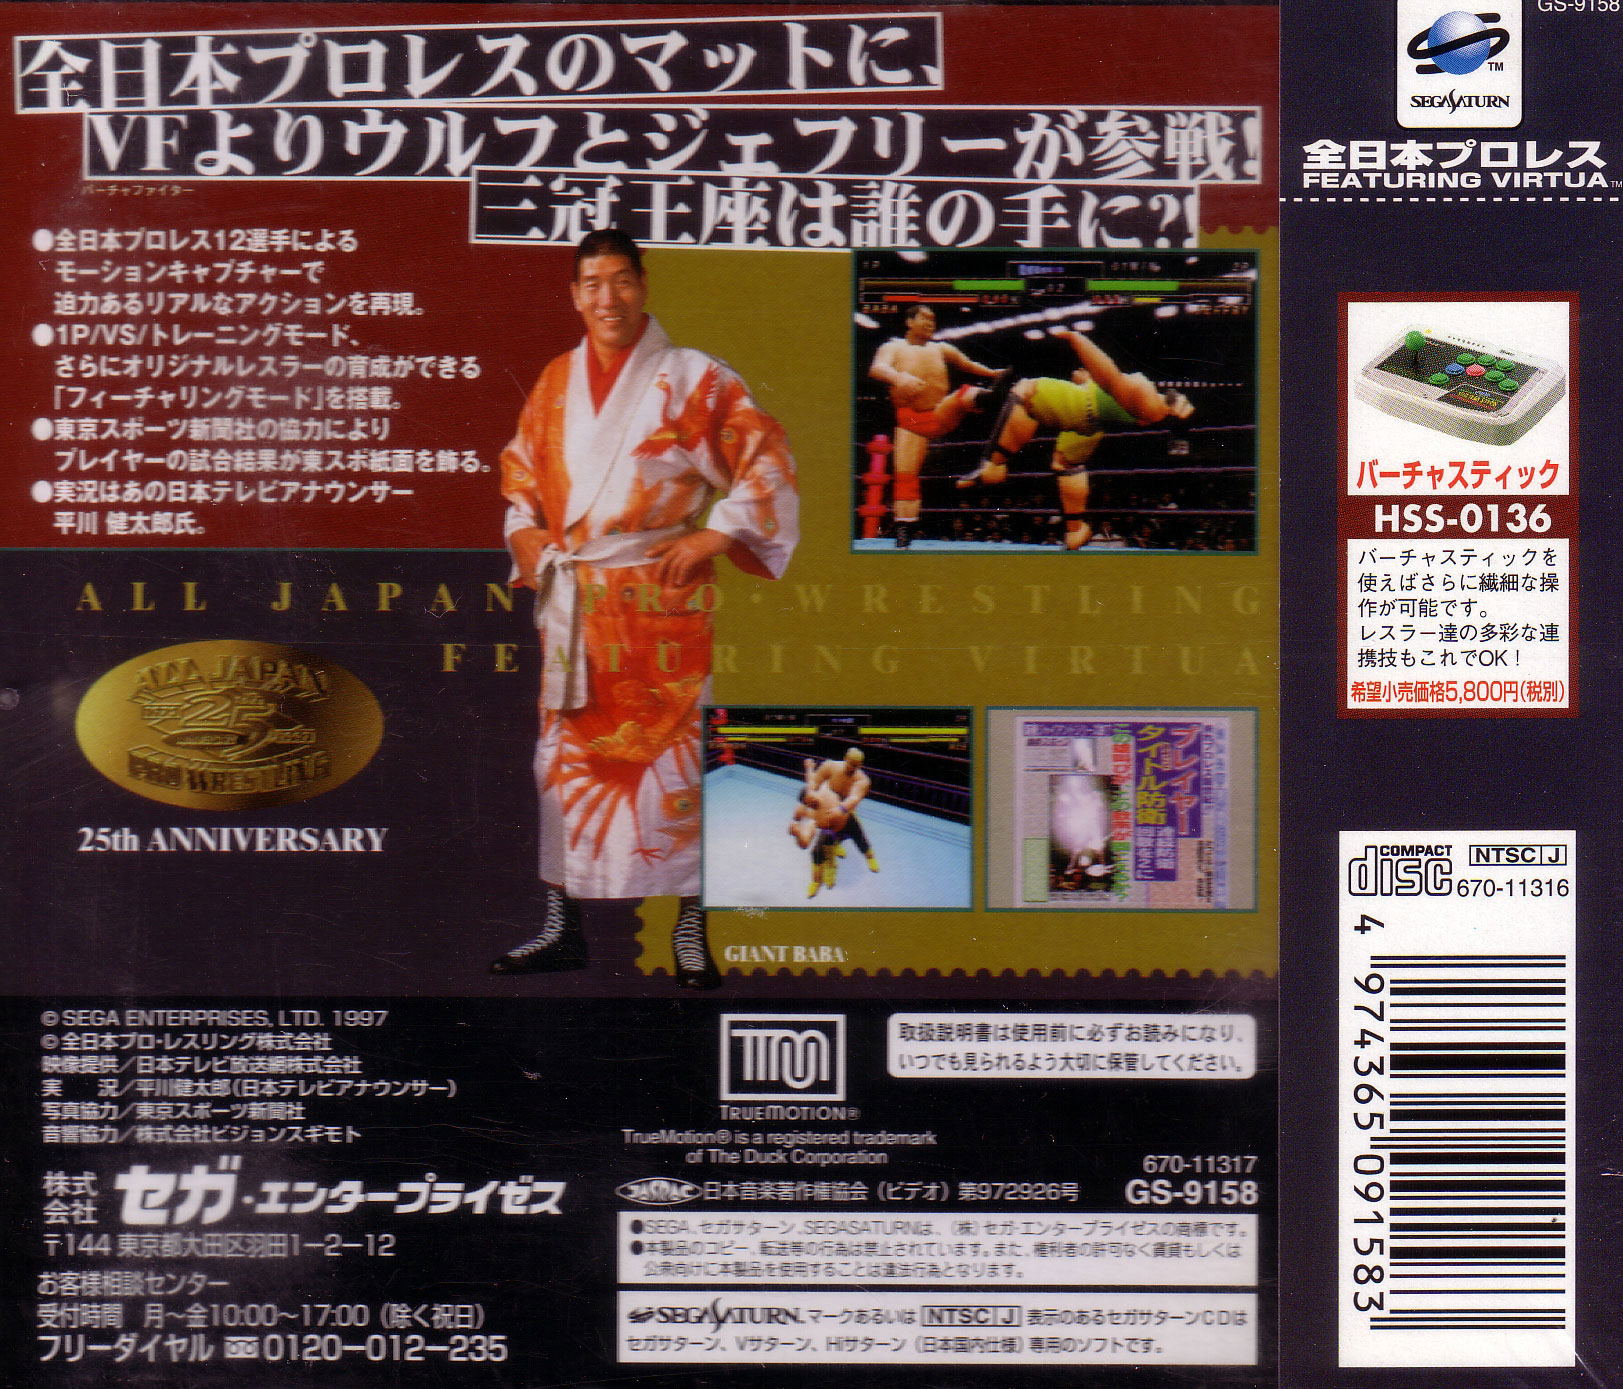 全日本プロレスのマットに、
VFよりウルフとジェフリーが参戦!
バーチャファイター
三冠王座は誰の手に?!
●全日本プロレス12選手による
モーションキャプチャーで
迫力あるリアルなアクションを再現。
●1P/VS/トレーニングモード、
さらにオリジナルレスラーの育成ができる
「フィーチャリングモード」を搭載。
●東京スポーツ新聞社の協力により
プレイヤーの試合結果が東スポ紙面を飾る。
●実況はあの日本テレビアナウンサー
平川 健太郎氏。
ALL JAPAN PRO・WRESTLING
FEATURING VIRTUA
ALL JAPAN
25
PRO WRESTLING
25th ANNIVERSARY
プレイヤー
タイトル防衛
GIANT BABA
© SEGA ENTERPRISES, LTD. 1997
© 全日本プロ・レスリング株式会社
映像提供／日本テレビ放送網株式会社
実　況／平川健太郎（日本テレビアナウンサー）
写真協力／東京スポーツ新聞社
音響協力／株式会社ビジョンスギモト
株式会社 セガ・エンタープライゼス
〒144 東京都大田区羽田1−2−12
お客様相談センター
受付時間　月〜金10:00〜17:00（除く祝日）
フリーダイヤル 0120−012−235
TM
TRUEMOTION®
TrueMotion® is a registered trademark
of The Duck Corporation
取扱説明書は使用前に必ずお読みになり、
いつでも見られるよう大切に保管してください。
670-11317
JASRAC 日本音楽著作権協会（ビデオ）第972926号
GS-9158
●SEGA、セガサターン、SEGASATURNは、（株）セガ・エンタープライゼスの商標です。
●本製品のコピー、転送等の行為は禁止されています。また、権利者の許可なく賃貸もしくは
公衆向けに本製品を使用することは違法行為となります。
SEGASATURN. マークあるいは NTSC J 表示のあるセガサターンCDは
セガサターン、Vサターン、Hiサターン（日本国内仕様）専用のソフトです。
GS-9158
TM
SEGASATURN
全日本プロレス
FEATURING VIRTUA TM
バーチャスティック
HSS-0136
バーチャスティックを
使えばさらに繊細な操
作が可能です。
レスラー達の多彩な連
携技もこれでOK！
希望小売価格5,800円（税別）
COMPACT disc
NTSC J
670-11316
4 974365 091583